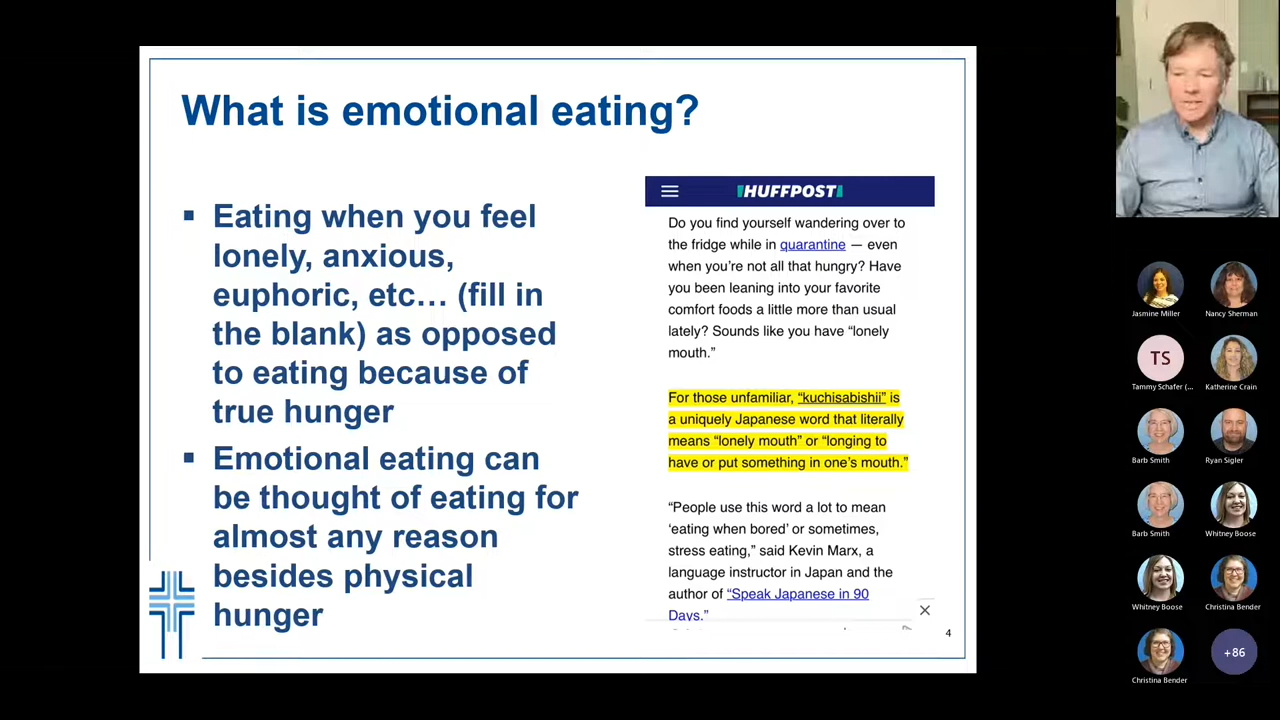 What is emotional eating?
▪ Eating when you feel
lonely, anxious,
euphoric, etc… (fill in
the blank) as opposed
to eating because of
true hunger
▪ Emotional eating can
be thought of eating for
almost any reason
besides physical
hunger
HUFFPOST
Do you find yourself wandering over to
the fridge while in quarantine — even
when you’re not all that hungry? Have
you been leaning into your favorite
comfort foods a little more than usual
lately? Sounds like you have “lonely
mouth.”
For those unfamiliar, “kuchisabishii” is
a uniquely Japanese word that literally
means “lonely mouth” or “longing to
have or put something in one’s mouth.”
“People use this word a lot to mean
‘eating when bored’ or sometimes,
stress eating,” said Kevin Marx, a
language instructor in Japan and the
author of “Speak Japanese in 90
Days.”
4
Jasmine Miller
Nancy Sherman
TS
Tammy Schafer (...
Katherine Crain
Barb Smith
Ryan Sigler
Barb Smith
Whitney Boose
Whitney Boose
Christina Bender
Christina Bender
+86